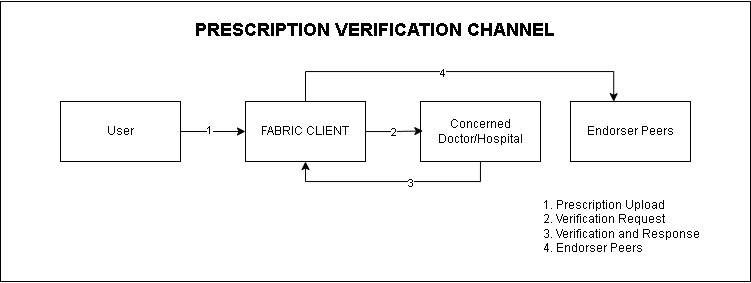 PRESCRIPTION VERIFICATION CHANNEL
4
User
1
FABRIC CLIENT
2
Concerned
Doctor/Hospital
Endorser Peers
3
1. Prescription Upload
2. Verification Request
3. Verification and Response
4. Endorser Peers